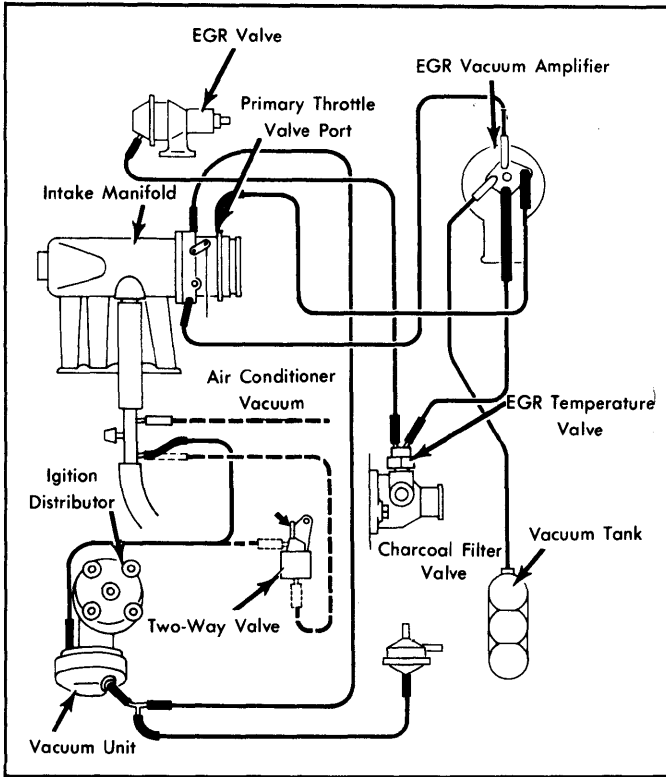 EGR Valve
EGR Vacuum Amplifier
Primary Throttle
Valve Port
Intake Manifold
Air Conditioner
Vacuum
EGR Temperature
Valve
Igition
Distributor
Charcoal Filter
Valve
Vacuum Tank
Two-Way Valve
Vacuum Unit